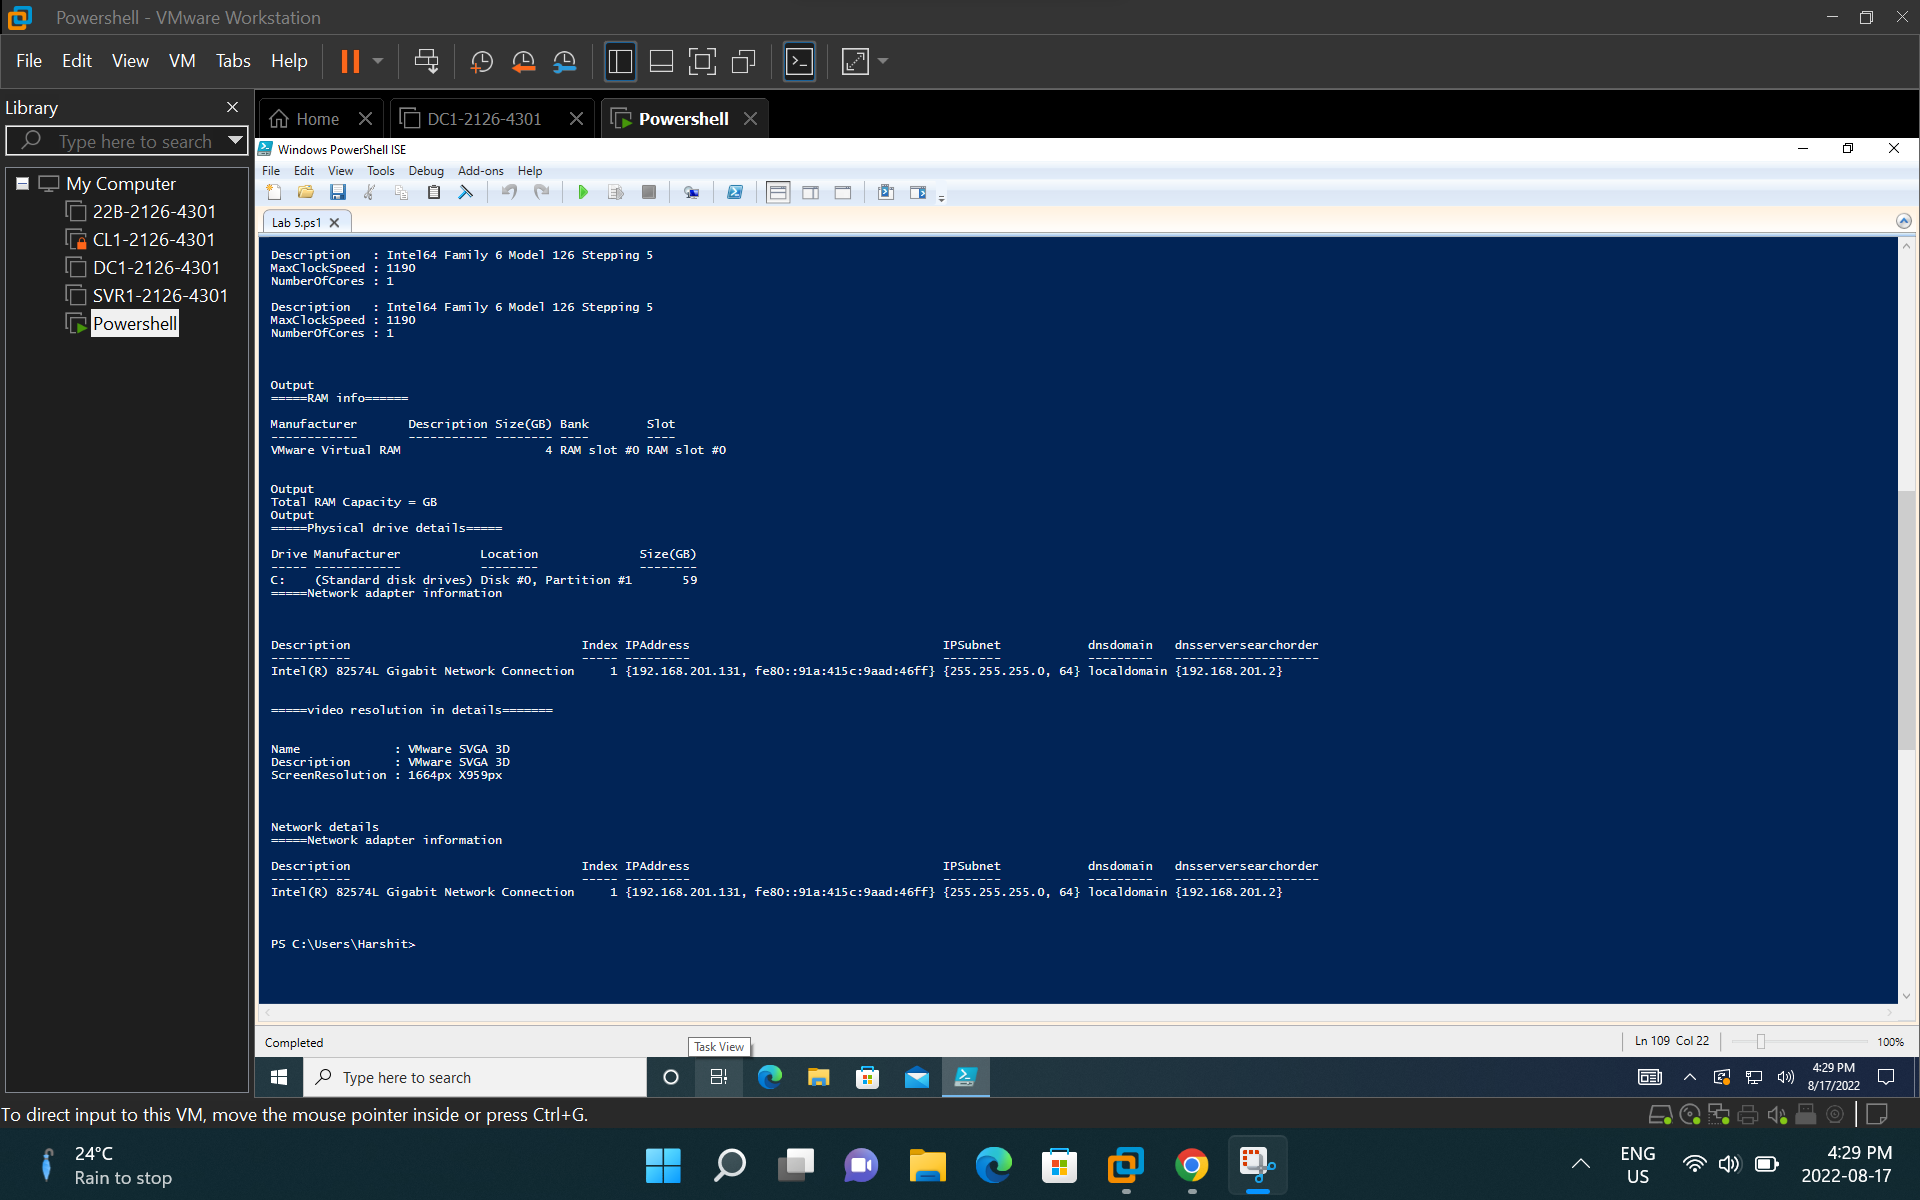 Powershell - VMware Workstation
File Edit View VM Tabs Help
Library
Home DC1-2126-4301 Powershell
Type here to search
My Computer
22B-2126-4301
CL1-2126-4301
DC1-2126-4301
SVR1-2126-4301
Powershell
Windows PowerShell ISE
File Edit View Tools Debug Add-ons Help
Lab 5.ps1
Description : Intel64 Family 6 Model 126 Stepping 5
MaxClockSpeed : 1190
NumberOfCores : 1
Description : Intel64 Family 6 Model 126 Stepping 5
MaxClockSpeed : 1190
NumberOfCores : 1
Output
=====RAM info======
Manufacturer Description Size(GB) Bank Slot
------------ ----------- -------- ---- ----
VMware Virtual RAM 4 RAM slot #0 RAM slot #0
Output
Total RAM Capacity = GB
Output
=====Physical drive details=====
Drive Manufacturer Location Size(GB)
----- ------------ -------- --------
C: (Standard disk drives) Disk #0, Partition #1 59
=====Network adapter information
Description Index IPAddress IPSubnet dnsdomain dnsserversearchorder
----------- ----- --------- -------- --------- --------------------
Intel(R) 82574L Gigabit Network Connection 1 {192.168.201.131, fe80::91a:415c:9aad:46ff} {255.255.255.0, 64} localdomain {192.168.201.2}
=====video resolution in details=======
Name : VMware SVGA 3D
Description : VMware SVGA 3D
ScreenResolution : 1664px X959px
Network details
=====Network adapter information
Description Index IPAddress IPSubnet dnsdomain dnsserversearchorder
----------- ----- --------- -------- --------- --------------------
Intel(R) 82574L Gigabit Network Connection 1 {192.168.201.131, fe80::91a:415c:9aad:46ff} {255.255.255.0, 64} localdomain {192.168.201.2}
PS C:\Users\Harshit>
Completed
Task View
Ln 109 Col 22
100%
Type here to search
4:29 PM
8/17/2022
To direct input to this VM, move the mouse pointer inside or press Ctrl+G.
24°C
Rain to stop
ENG
US
4:29 PM
2022-08-17